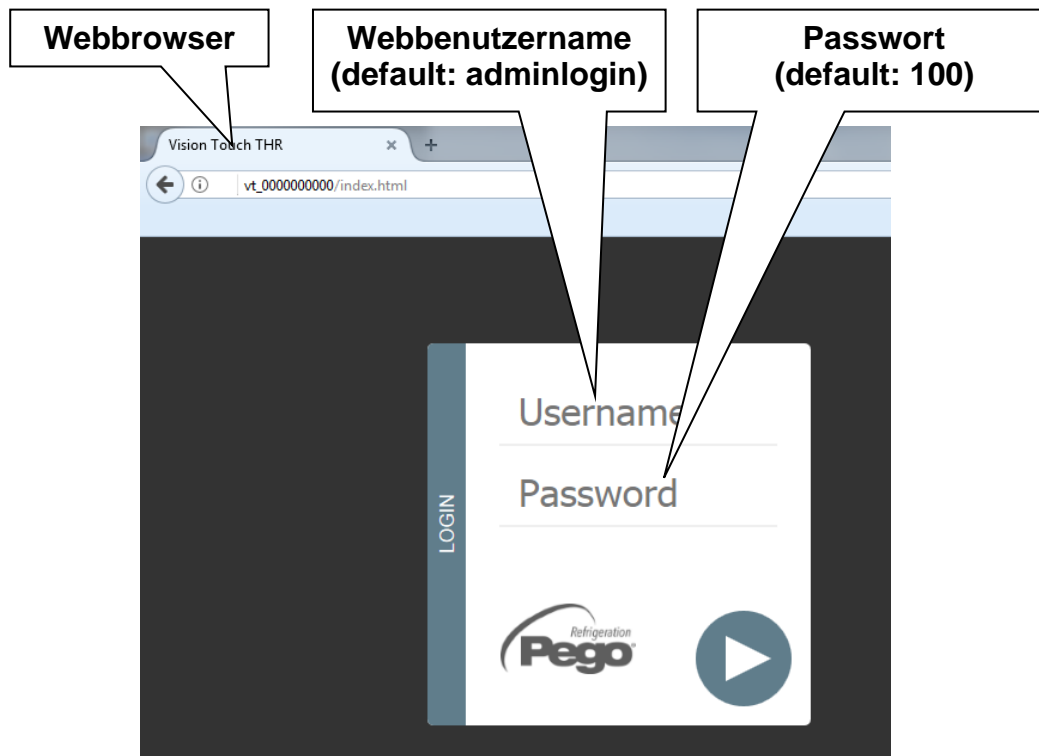 Webbrowser
Webbenutzername
(default: adminlogin)
Passwort
(default: 100)
Vision Touch THR
vt_0000000000/index.html
Username
Password
LOGIN
Refrigeration
Pego